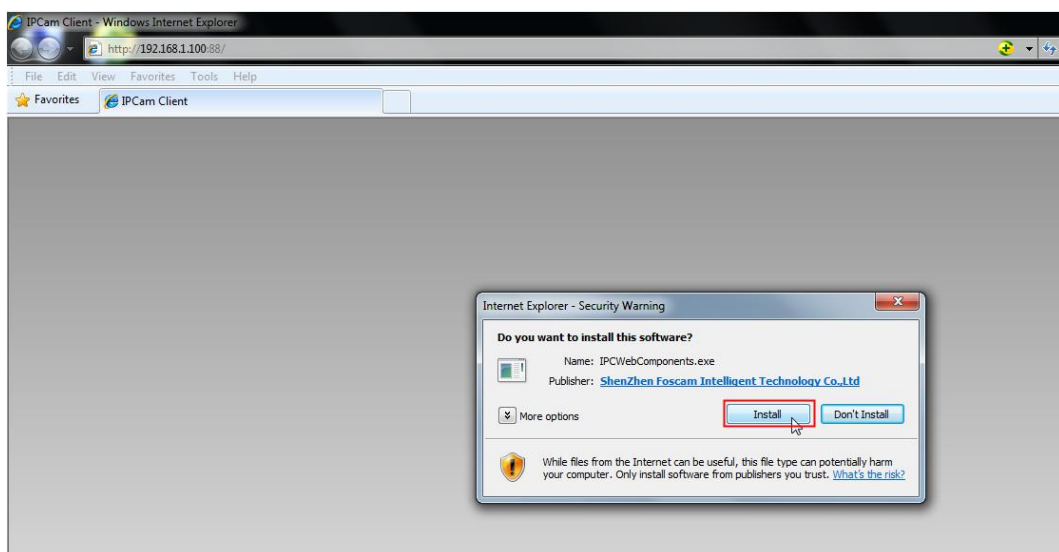 IPCam Client - Windows Internet Explorer
http://192.168.1.100:88/
File Edit View Favorites Tools Help
Favorites IPCam Client
Internet Explorer - Security Warning
Do you want to install this software?
Name: IPCWebComponents.exe
Publisher: ShenZhen Foscam Intelligent Technology Co.,Ltd
More options Install Don't Install
While files from the Internet can be useful, this file type can potentially harm
your computer. Only install software from publishers you trust. What's the risk?